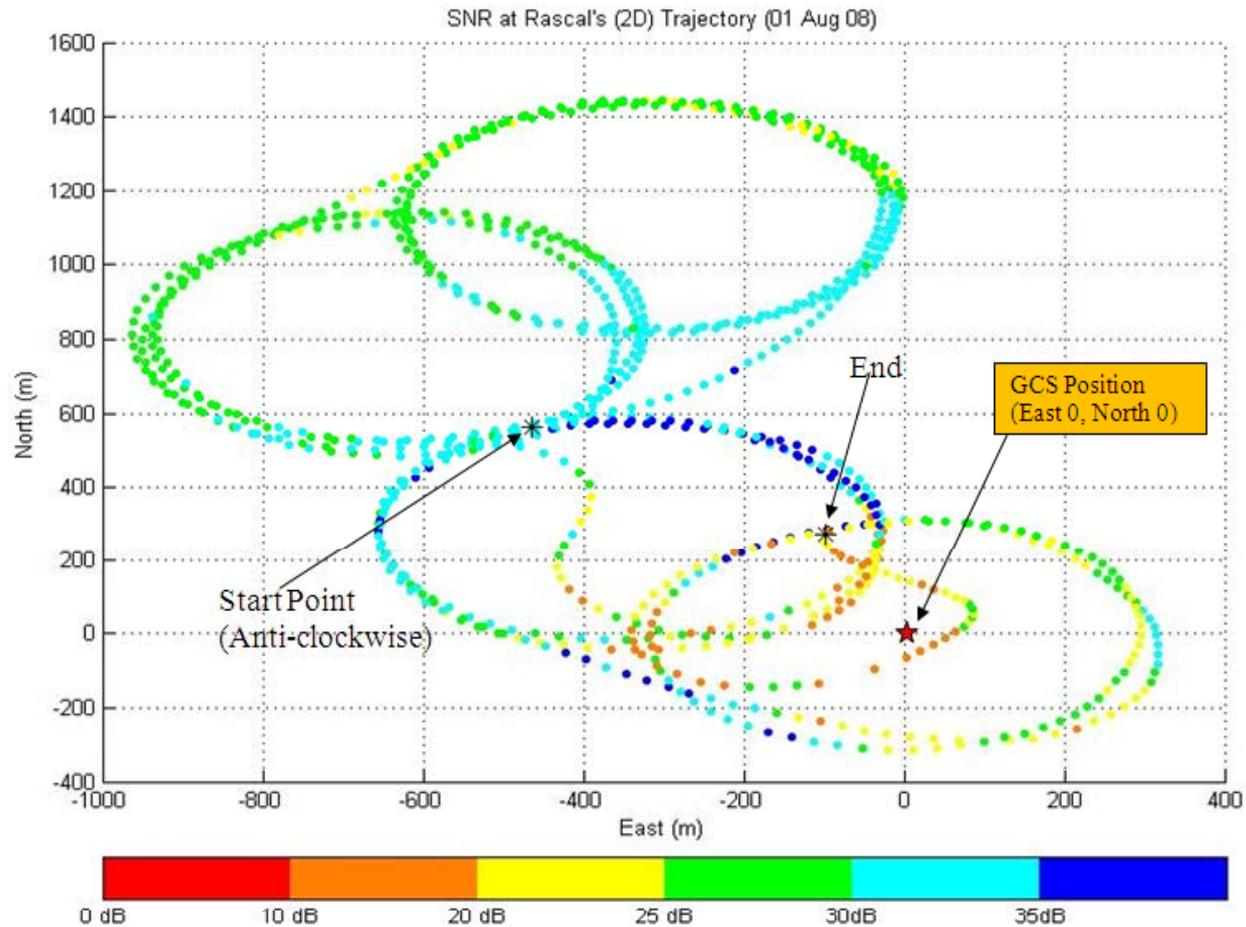 SNR at Rascal's (2D) Trajectory (01 Aug 08)
1600
1400
1200
1000
800
600
400
200
0
-200
-400
North (m)
End
GCS Position
(East 0, North 0)
Start Point
(Anti-clockwise)
-1000 -800 -600 -400 -200 0 200 400
East (m)
0 dB 10 dB 20 dB 25 dB 30dB 35dB